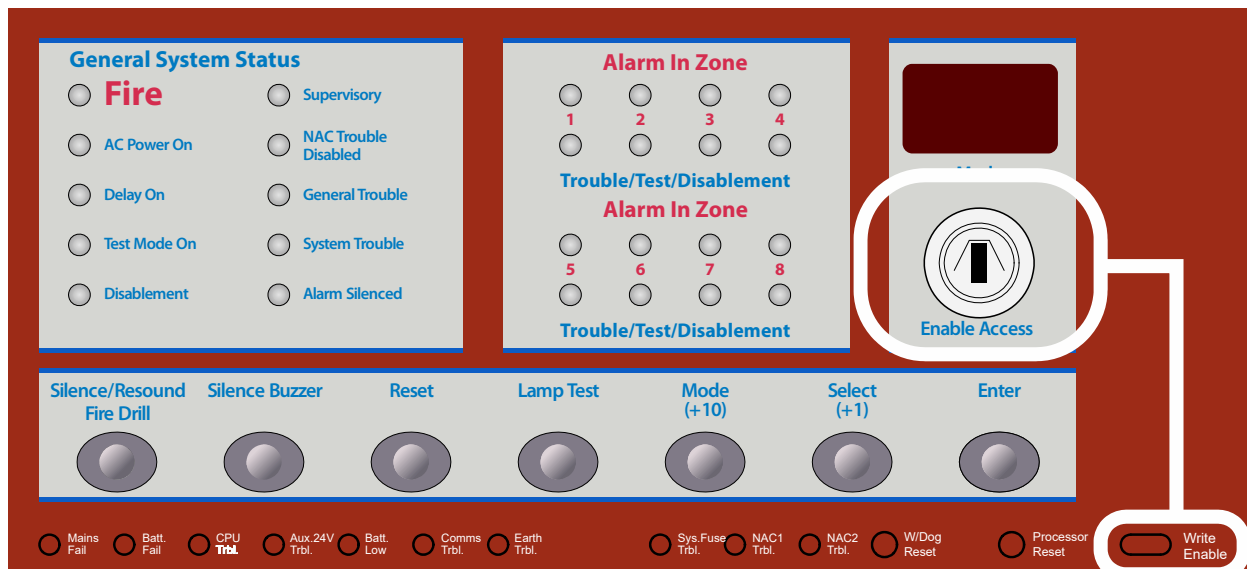 General System Status
Fire
Supervisory
AC Power On
NAC Trouble
Disabled
Delay On
General Trouble
Test Mode On
System Trouble
Disablement
Alarm Silenced
Alarm In Zone
1 2 3 4
Trouble/Test/Disablement
Alarm In Zone
5 6 7 8
Trouble/Test/Disablement
Enable Access
Silence/Resound
Fire Drill
Silence Buzzer
Reset
Lamp Test
Mode
(+10)
Select
(+1)
Enter
Mains
Fail
Batt.
Fail
CPU
Trbl.
Aux.24V
Trbl.
Batt.
Low
Comms
Trbl.
Earth
Trbl.
Sys.Fuse
Trbl.
NAC1
Trbl.
NAC2
Trbl.
W/Dog
Reset
Processor
Reset
Write
Enable